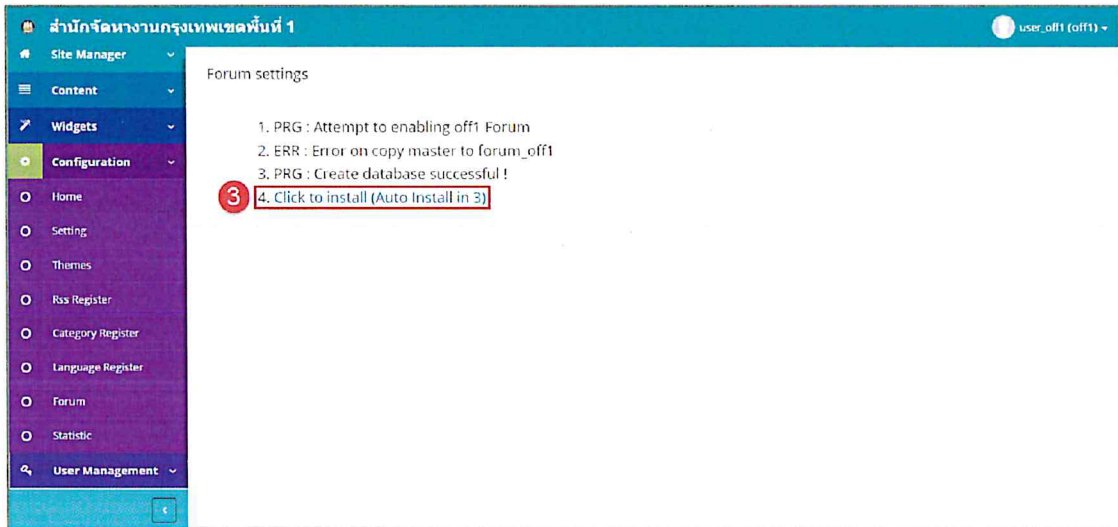 สำนักจัดหางานกรุงเทพเขตพื้นที่ 1
user_off1 (off1)
Site Manager
Content
Widgets
Configuration
Home
Setting
Themes
Rss Register
Category Register
Language Register
Forum
Statistic
User Management
Forum settings
1. PRG : Attempt to enabling off1 Forum
2. ERR : Error on copy master to forum_off1
3. PRG : Create database successful !
3 4. Click to install (Auto Install in 3)